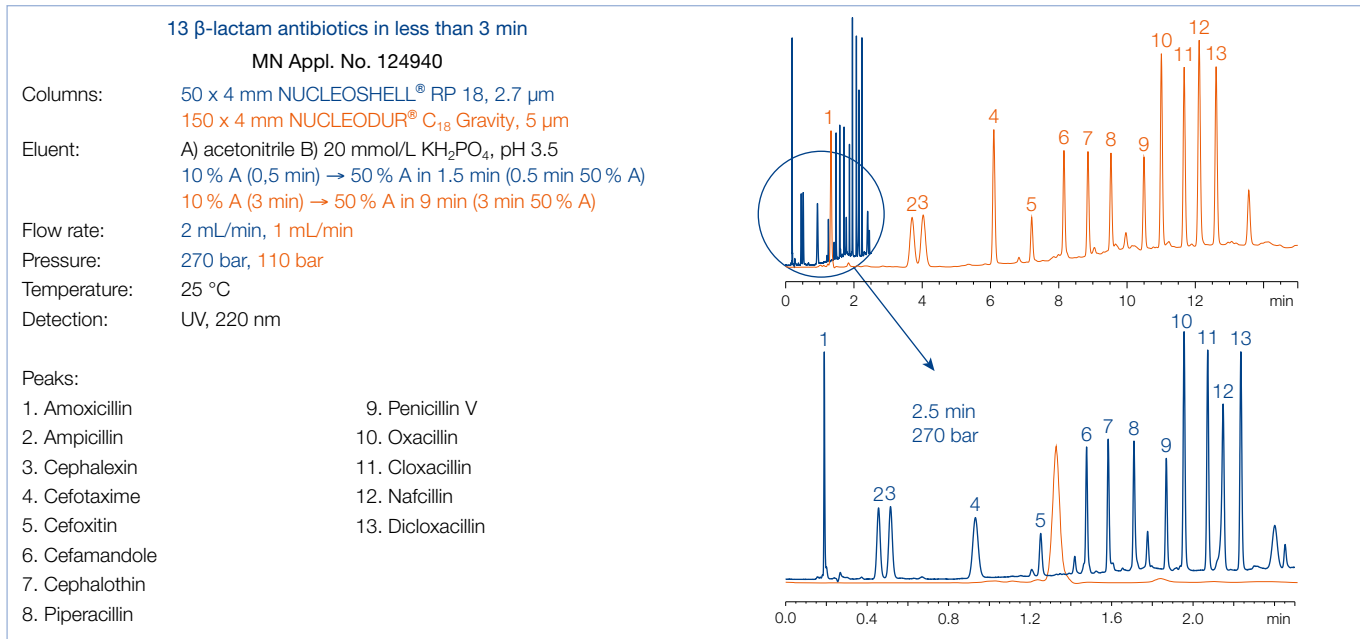 13 β-lactam antibiotics in less than 3 min
MN Appl. No. 124940
Columns: 50 x 4 mm NUCLEOSHELL® RP 18, 2.7 µm
150 x 4 mm NUCLEODUR® C₁₈ Gravity, 5 µm
Eluent: A) acetonitrile B) 20 mmol/L KH₂PO₄, pH 3.5
10 % A (0,5 min) → 50 % A in 1.5 min (0.5 min 50 % A)
10 % A (3 min) → 50 % A in 9 min (3 min 50 % A)
Flow rate: 2 mL/min, 1 mL/min
Pressure: 270 bar, 110 bar
Temperature: 25 °C
Detection: UV, 220 nm
Peaks:
1. Amoxicillin
2. Ampicillin
3. Cephalexin
4. Cefotaxime
5. Cefoxitin
6. Cefamandole
7. Cephalothin
8. Piperacillin
9. Penicillin V
10. Oxacillin
11. Cloxacillin
12. Nafcillin
13. Dicloxacillin
1 2 3 4 5 6 7 8 9 10 11 12 13
0 2 4 6 8 10 12 min
1 2 3 4 5 6 7 8 9 10 11 12 13
2.5 min
270 bar
0.0 0.4 0.8 1.2 1.6 2.0 min